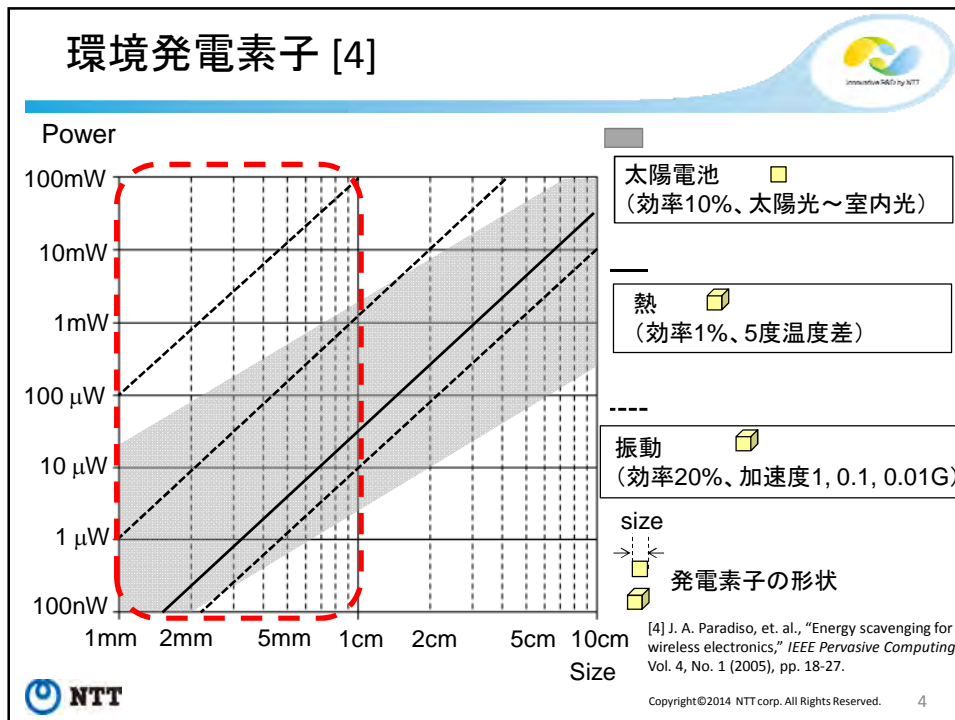 環境発電素子 [4]
Innovative R&D by NTT
Power
100mW
10mW
1mW
100 μW
10 μW
1 μW
100nW
1mm 2mm 5mm 1cm 2cm 5cm 10cm
Size
太陽電池
(効率10%、太陽光～室内光)
熱
(効率1%、5度温度差)
振動
(効率20%、加速度1, 0.1, 0.01G)
size
発電素子の形状
[4] J. A. Paradiso, et. al., “Energy scavenging for
wireless electronics,” IEEE Pervasive Computing
Vol. 4, No. 1 (2005), pp. 18-27.
NTT
Copyright©2014 NTT corp. All Rights Reserved.
4